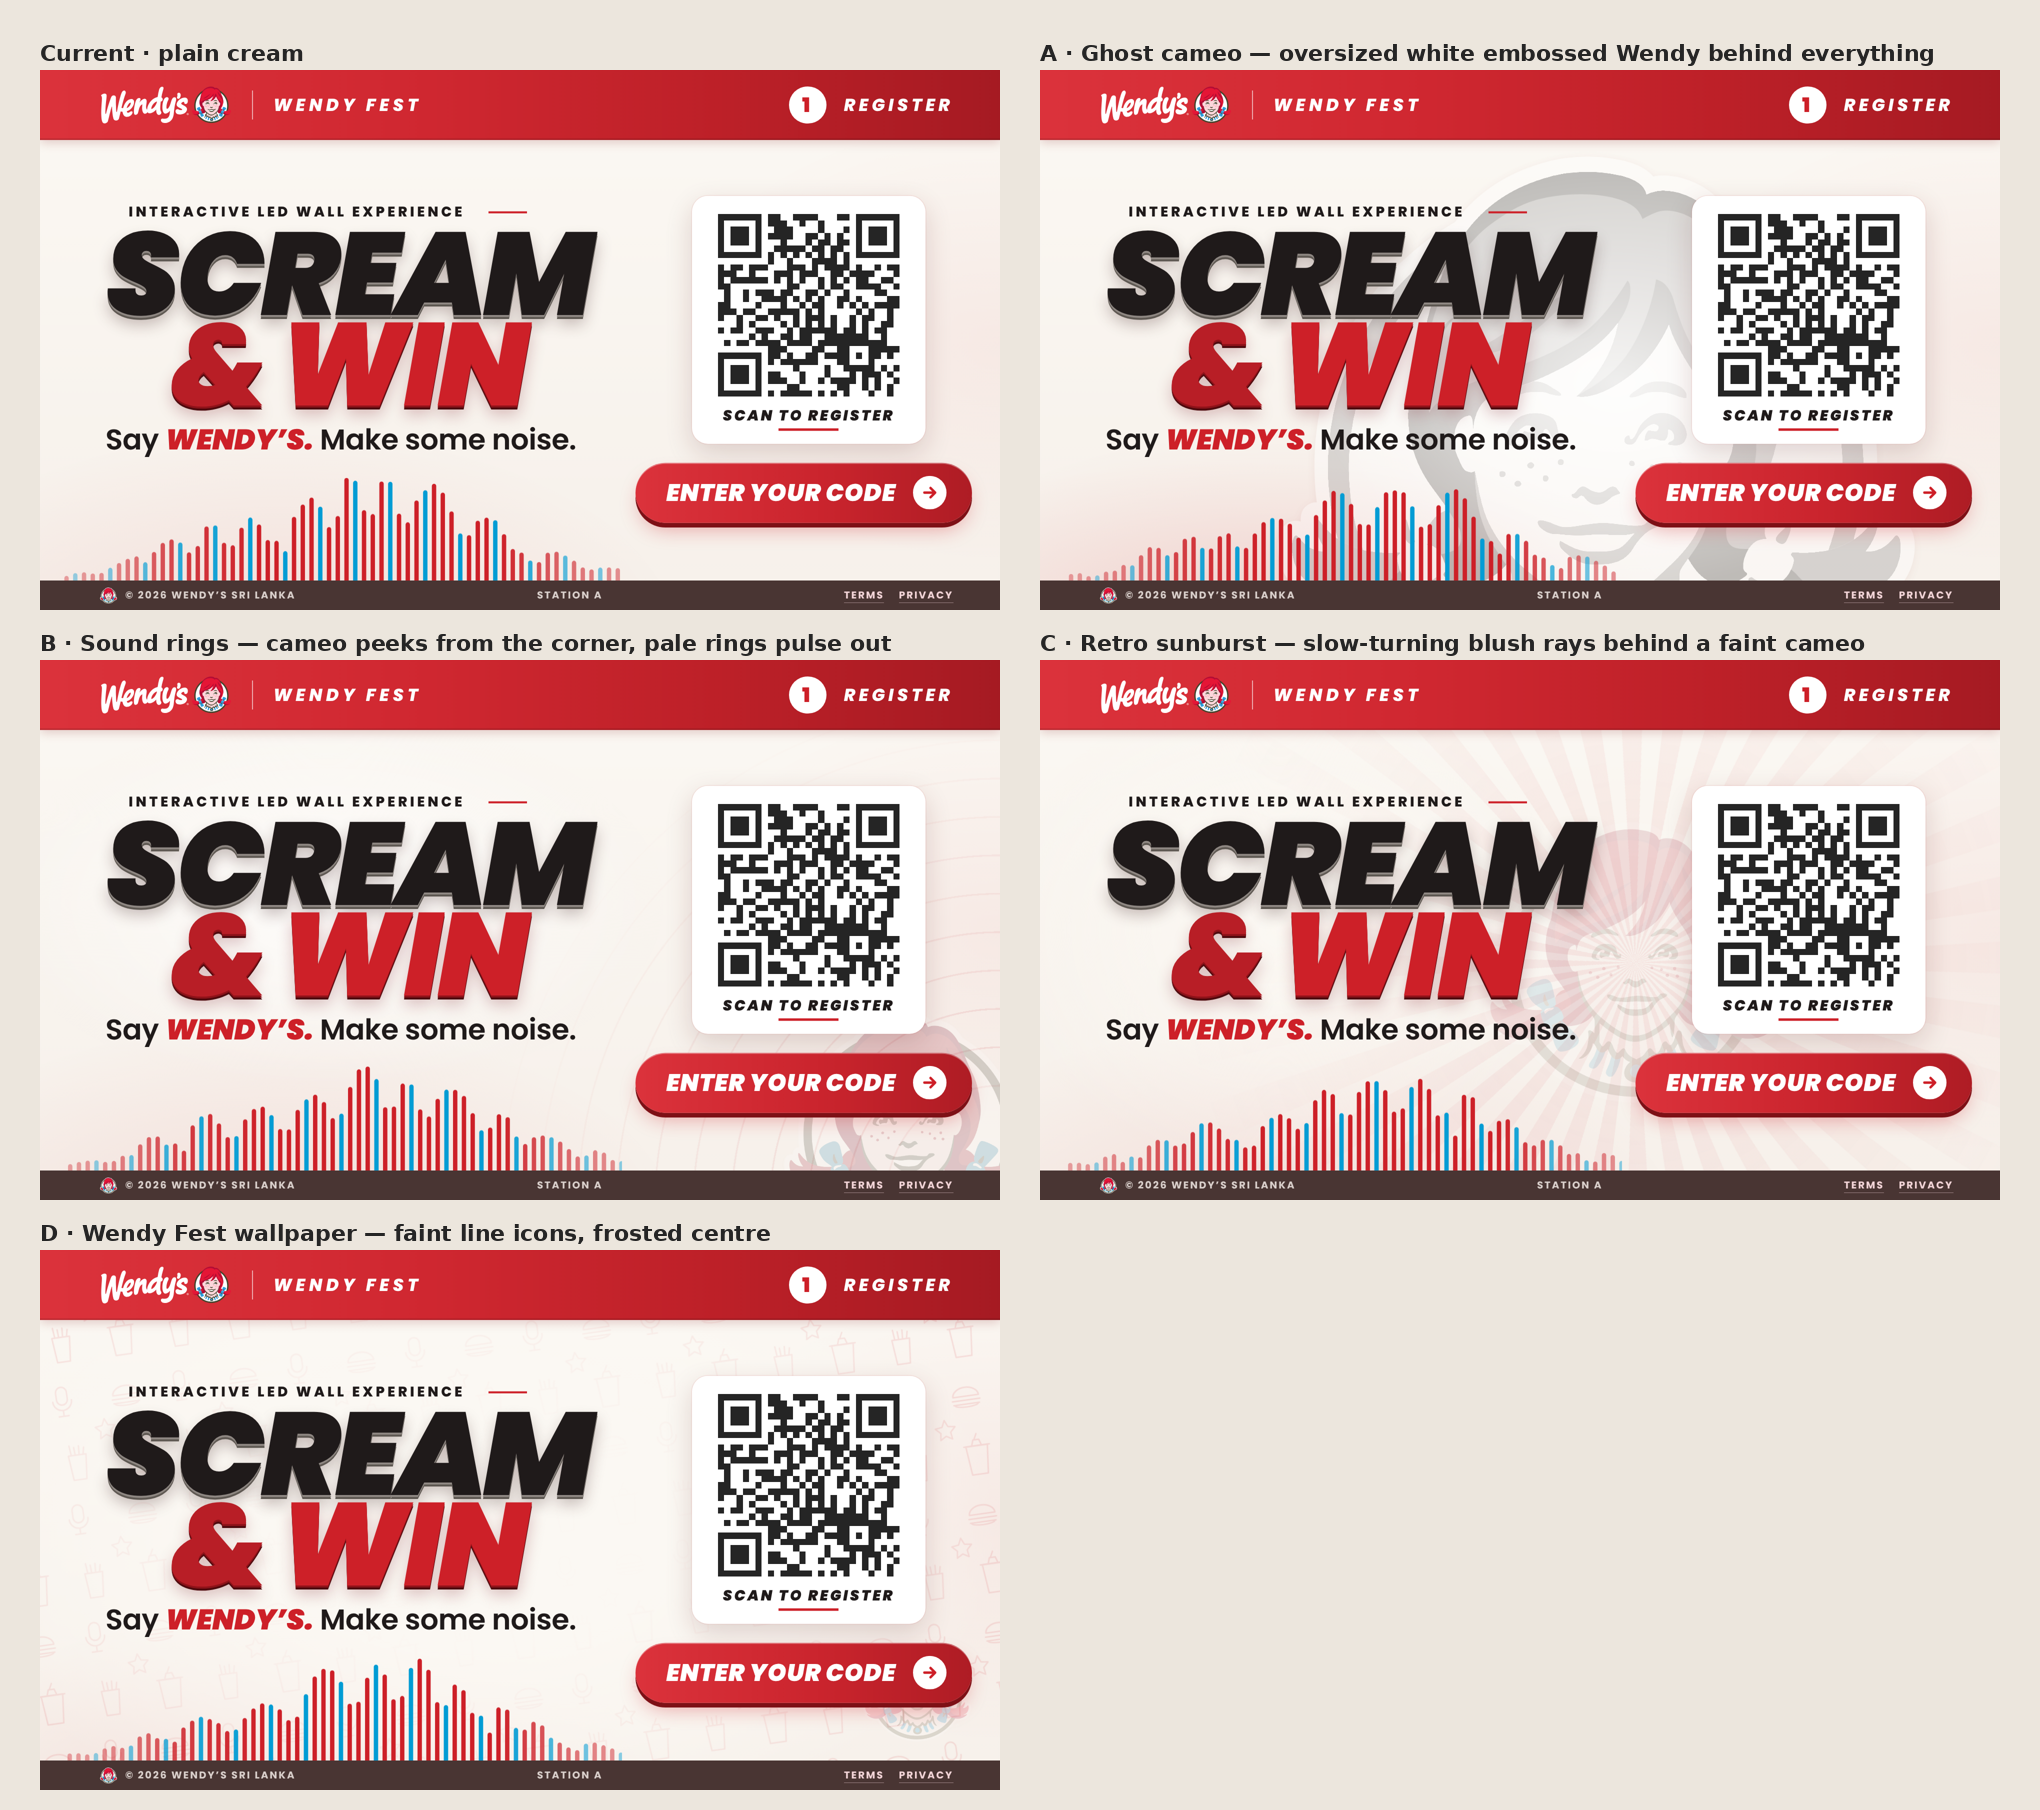 Current · plain cream
Wendy's WENDY FEST 1 REGISTER
INTERACTIVE LED WALL EXPERIENCE
SCREAM
& WIN
Say WENDY’S. Make some noise.
SCAN TO REGISTER
ENTER YOUR CODE
© 2026 WENDY’S SRI LANKA STATION A TERMS PRIVACY
A · Ghost cameo — oversized white embossed Wendy behind everything
Wendy's WENDY FEST 1 REGISTER
INTERACTIVE LED WALL EXPERIENCE
SCREAM
& WIN
Say WENDY’S. Make some noise.
SCAN TO REGISTER
ENTER YOUR CODE
© 2026 WENDY’S SRI LANKA STATION A TERMS PRIVACY
B · Sound rings — cameo peeks from the corner, pale rings pulse out
Wendy's WENDY FEST 1 REGISTER
INTERACTIVE LED WALL EXPERIENCE
SCREAM
& WIN
Say WENDY’S. Make some noise.
SCAN TO REGISTER
ENTER YOUR CODE
© 2026 WENDY’S SRI LANKA STATION A TERMS PRIVACY
C · Retro sunburst — slow-turning blush rays behind a faint cameo
Wendy's WENDY FEST 1 REGISTER
INTERACTIVE LED WALL EXPERIENCE
SCREAM
& WIN
Say WENDY’S. Make some noise.
SCAN TO REGISTER
ENTER YOUR CODE
© 2026 WENDY’S SRI LANKA STATION A TERMS PRIVACY
D · Wendy Fest wallpaper — faint line icons, frosted centre
Wendy's WENDY FEST 1 REGISTER
INTERACTIVE LED WALL EXPERIENCE
SCREAM
& WIN
Say WENDY’S. Make some noise.
SCAN TO REGISTER
ENTER YOUR CODE
© 2026 WENDY’S SRI LANKA STATION A TERMS PRIVACY